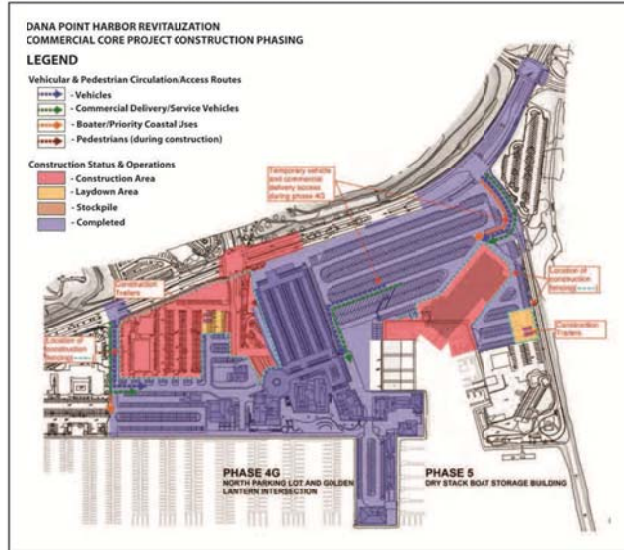 DANA POINT HARBOR REVITALIZATION
COMMERCIAL CORE PROJECT CONSTRUCTION PHASING
LEGEND
Vehicular & Pedestrian Circulation/Access Routes
- Vehicles
- Commercial Delivery/Service Vehicles
- Boater/Priority Coastal Uses
- Pedestrians (during construction)
Construction Status & Operations
- Construction Area
- Laydown Area
- Stockpile
- Completed
Temporary vehicle
and commercial
delivery access
during phase 4G
Construction
Trailers
Location of
construction
fencing
Location of
construction
fencing
Construction
Trailers
PHASE 4G
NORTH PARKING LOT AND GOLDEN
LANTERN INTERSECTION
PHASE 5
DRY STACK BOAT STORAGE BUILDING